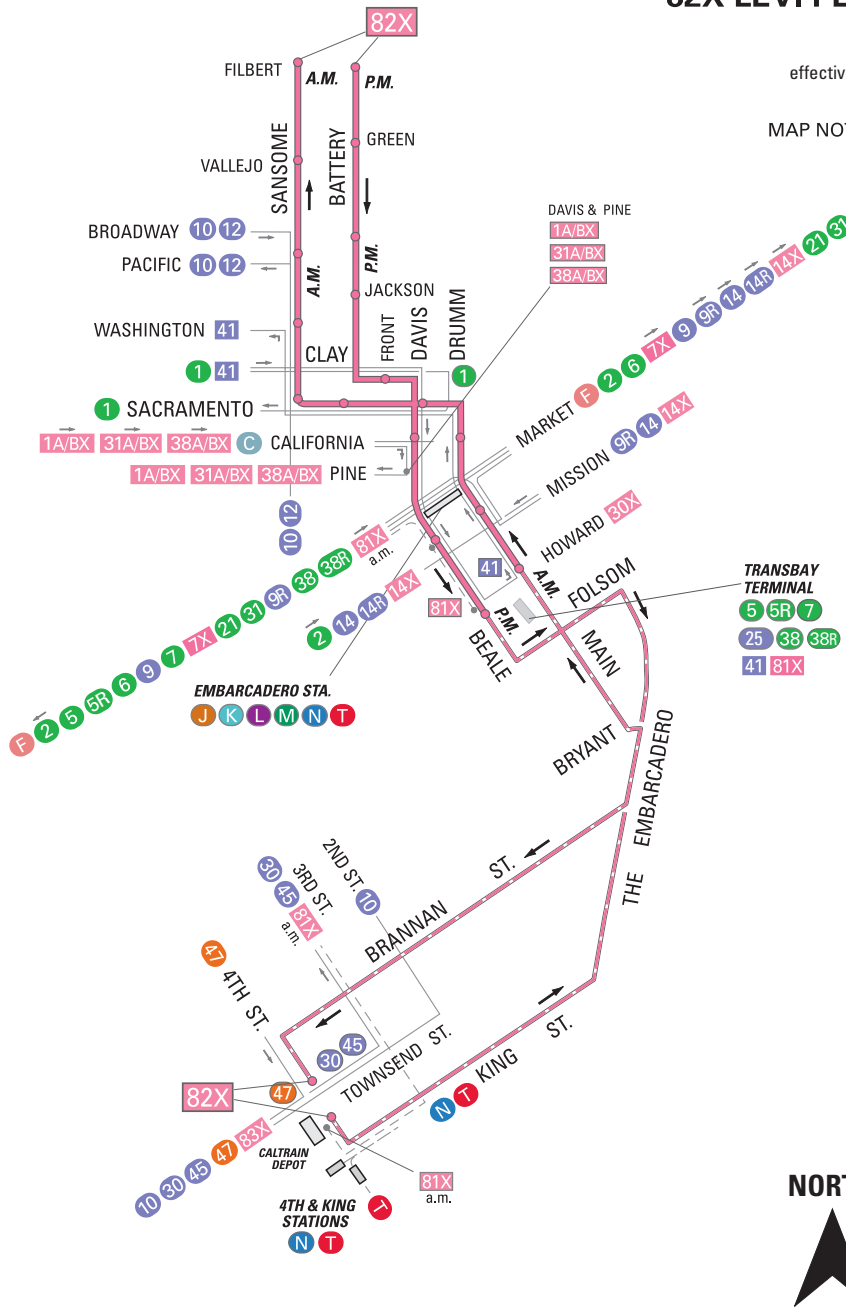 82X LEVI PL
effectiv
MAP NOT
82X
FILBERT
A.M.
P.M.
SANSOME
BATTERY
GREEN
VALLEJO
BROADWAY 10 12
PACIFIC 10 12
A.M.
P.M.
JACKSON
DAVIS & PINE
1A/BX
31A/BX
38A/BX
WASHINGTON 41
CLAY
FRONT
DAVIS
DRUMM
1 41
1
1 SACRAMENTO
1A/BX 31A/BX 38A/BX C CALIFORNIA
1A/BX 31A/BX 38A/BX PINE
10 12
10 12
MARKET F 2 6 7X 9 9R 14 14R 14X 21 31
MISSION 9R 14 14X
HOWARD 30X
F 2 5 5R 6 9 7 7X 21 31 9R 38 38R 81X
a.m.
2 14 14R 14X
41
81X
A.M.
P.M.
FOLSOM
BEALE
MAIN
TRANSBAY
TERMINAL
5 5R 7
25 38 38R
41 81X
EMBARCADERO STA.
J K L M N T
BRYANT
THE EMBARCADERO
BRANNAN ST.
2ND ST. 10
3RD ST.
30 45 81X
a.m.
47 4TH ST.
30 45
TOWNSEND ST.
KING ST.
N T
82X
47
10 30 45 47 83X
CALTRAIN
DEPOT
81X
a.m.
T
4TH & KING
STATIONS
N T
NORT